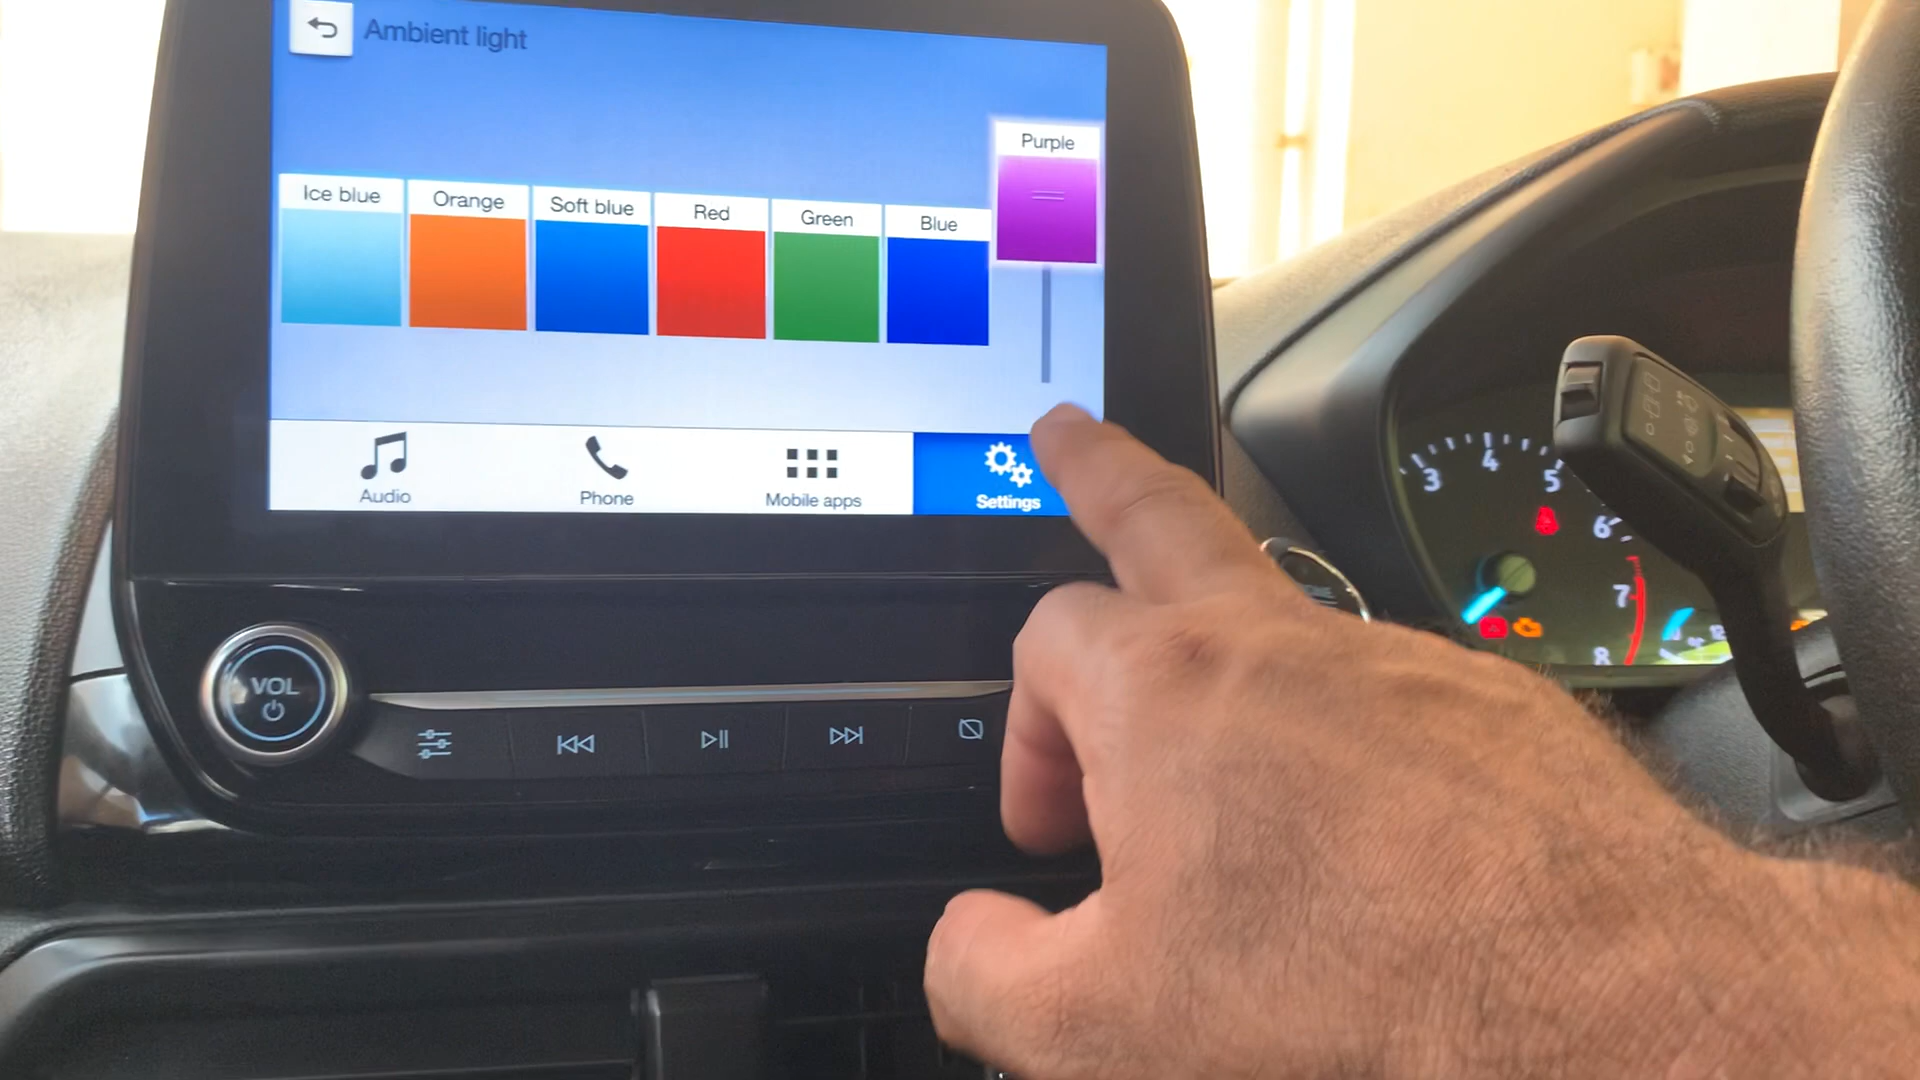 Ambient light
Purple
Ice blue
Orange
Soft blue
Red
Green
Blue
Audio
Phone
Mobile apps
Settings
VOL
3
4
5
6
7
8